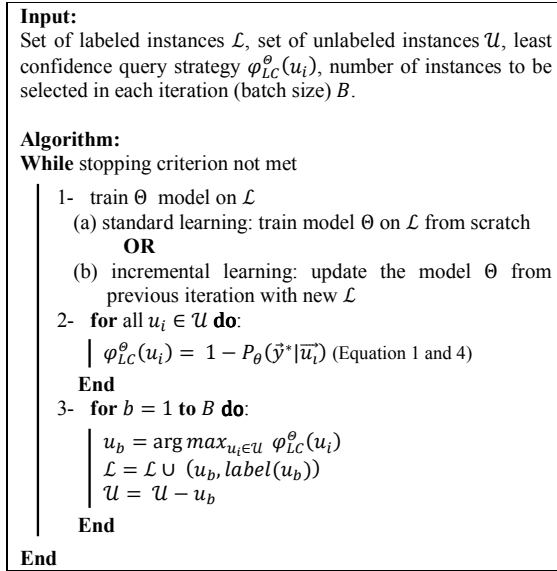 Input:
Set of labeled instances ℒ, set of unlabeled instances 𝒰, least
confidence query strategy φ_LC^Θ(u_i), number of instances to be
selected in each iteration (batch size) B.
Algorithm:
While stopping criterion not met
1- train Θ model on ℒ
(a) standard learning: train model Θ on ℒ from scratch
OR
(b) incremental learning: update the model Θ from
previous iteration with new ℒ
2- for all u_i ∈ 𝒰 do:
φ_LC^Θ(u_i) = 1 − P_θ(y⃗*|u⃗_i) (Equation 1 and 4)
End
3- for b = 1 to B do:
u_b = arg max_{u_i∈𝒰} φ_LC^Θ(u_i)
ℒ = ℒ ∪ (u_b, label(u_b))
𝒰 = 𝒰 − u_b
End
End